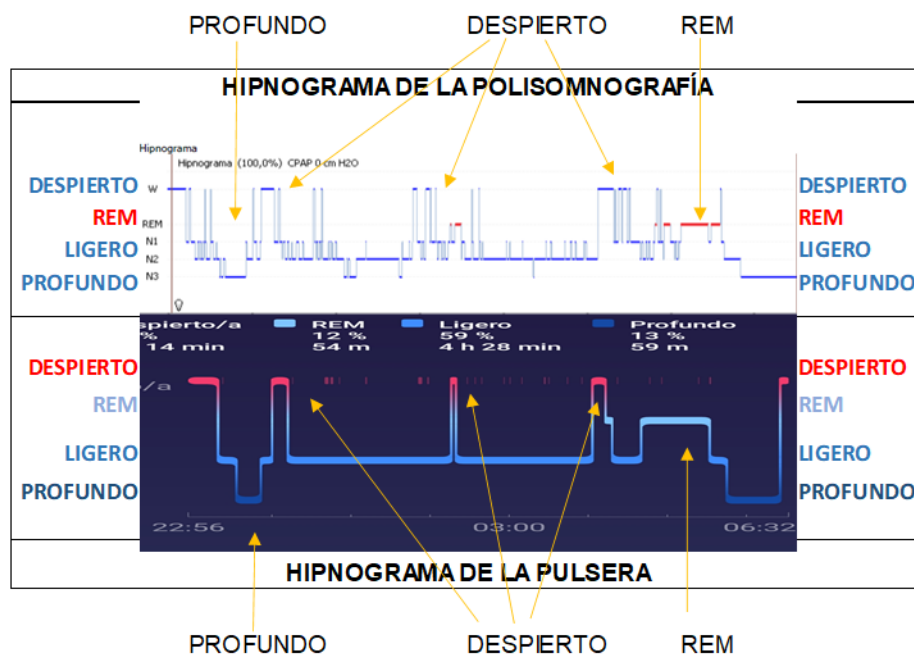 PROFUNDO DESPIERTO REM
HIPNOGRAMA DE LA POLISOMNOGRAFÍA
Hipnograma
Hipnograma (100,0%) CPAP 0 cm H2O
DESPIERTO W DESPIERTO
REM REM REM
N1
LIGERO LIGERO
N2
PROFUNDO N3 PROFUNDO
spierto/a REM Ligero Profundo
% 12 % 59 % 13 %
14 min 54 m 4 h 28 min 59 m
DESPIERTO DESPIERTO
/a
REM REM
LIGERO LIGERO
PROFUNDO PROFUNDO
22:56 03:00 06:32
HIPNOGRAMA DE LA PULSERA
PROFUNDO DESPIERTO REM